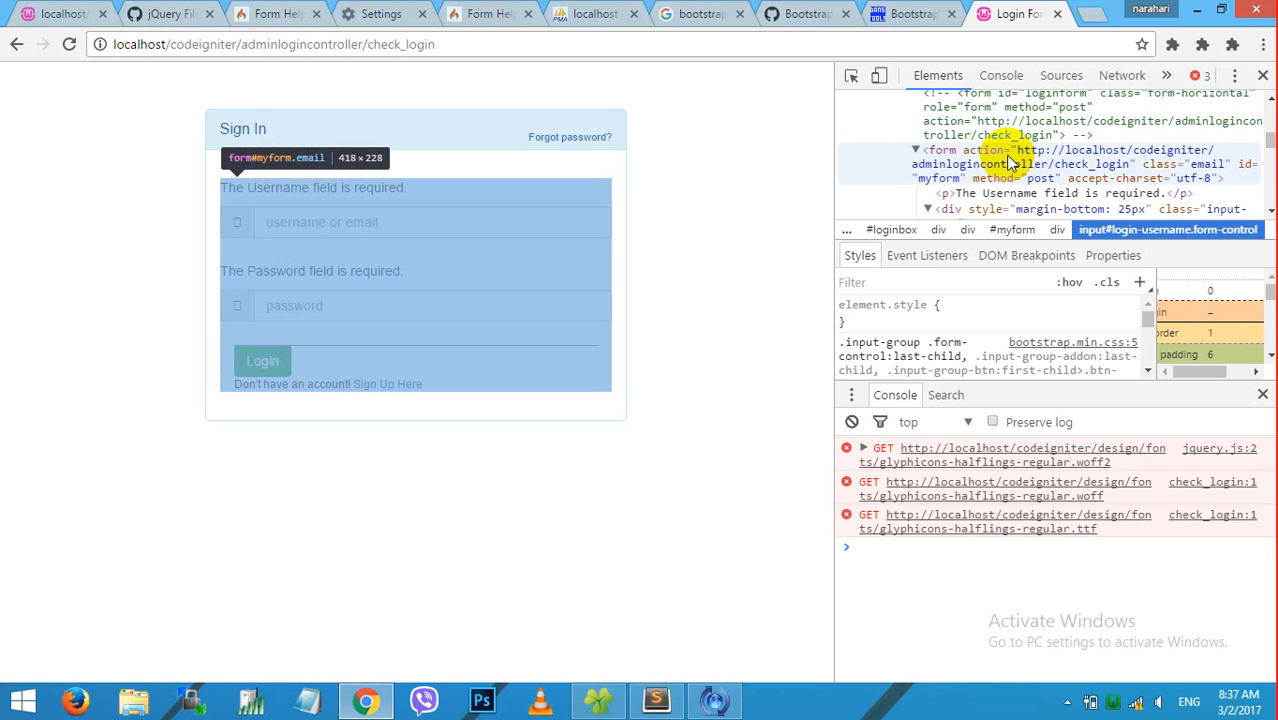 localhost/
jQuery Fil
Form Help
Settings
Form Help
localhost
bootstrap
Bootstrap
Bootstrap
Login For
narahari
localhost/codeigniter/adminlogincontroller/check_login
Sign In
Forgot password?
form#myform.email 418 × 228
The Username field is required.
username or email
The Password field is required.
password
Login
Don't have an account! Sign Up Here
Elements Console Sources Network » 3
<!-- <form id="loginform" class="form-horizontal"
role="form" method="post"
action="http://localhost/codeigniter/adminlogincon
troller/check_login"> -->
<form action="http://localhost/codeigniter/
adminlogincontroller/check_login" class="email" id=
"myform" method="post" accept-charset="utf-8">
<p>The Username field is required.</p>
<div style="margin-bottom: 25px" class="input-
... #loginbox div div #myform div input#login-username.form-control
Styles Event Listeners DOM Breakpoints Properties
Filter :hov .cls +
element.style {
}
.input-group .form- bootstrap.min.css:5
control:last-child, .input-group-addon:last-
child, .input-group-btn:first-child>.btn-
0
in –
order 1
padding 6
Console Search
top Preserve log
GET http://localhost/codeigniter/design/fon jquery.js:2
ts/glyphicons-halflings-regular.woff2
GET http://localhost/codeigniter/design/fon check_login:1
ts/glyphicons-halflings-regular.woff
GET http://localhost/codeigniter/design/fon check_login:1
ts/glyphicons-halflings-regular.ttf
Activate Windows
Go to PC settings to activate Windows.
Ps
ENG
8:37 AM
3/2/2017